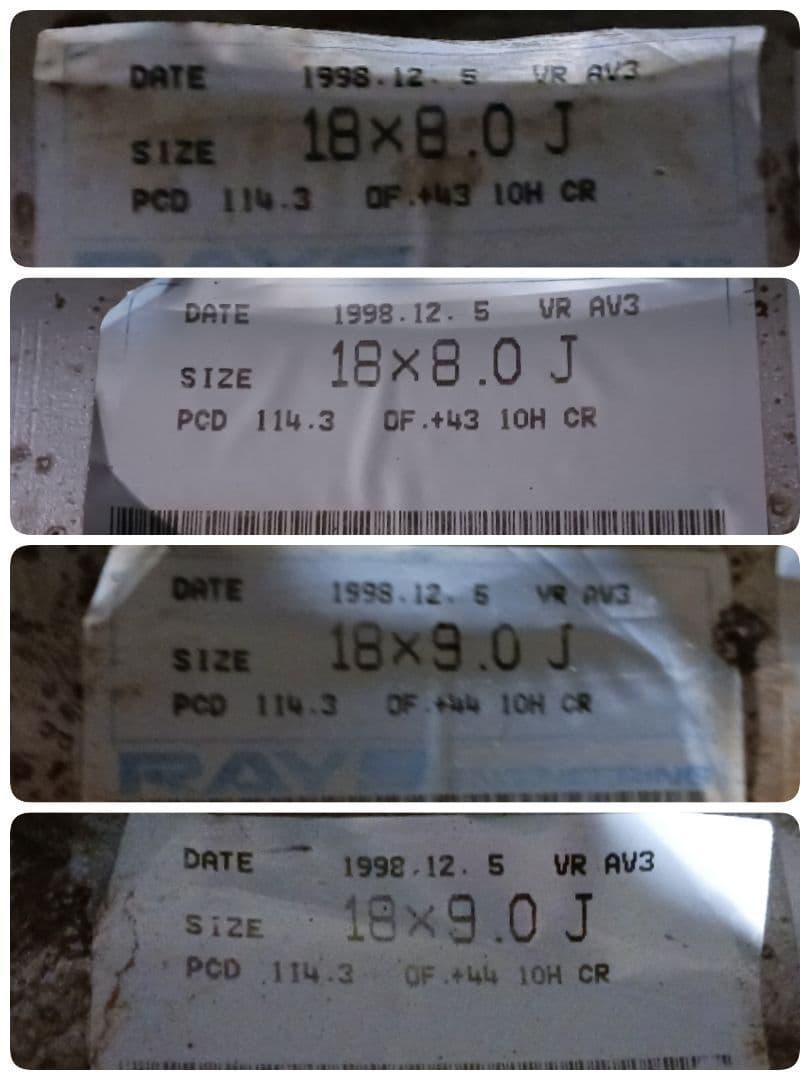 DATE 1998.12. 5 VR AV3
SIZE 18×8.0 J
PCD 114.3 OF.+43 10H CR
DATE 1998.12. 5 VR AV3
SIZE 18×8.0 J
PCD 114.3 OF.+43 10H CR
DATE 1998.12. 5 VR AV3
SIZE 18×9.0 J
PCD 114.3 OF.+44 10H CR
RAYS ENGINEERING
DATE 1998.12. 5 VR AV3
SIZE 18×9.0 J
PCD 114.3 OF.+44 10H CR